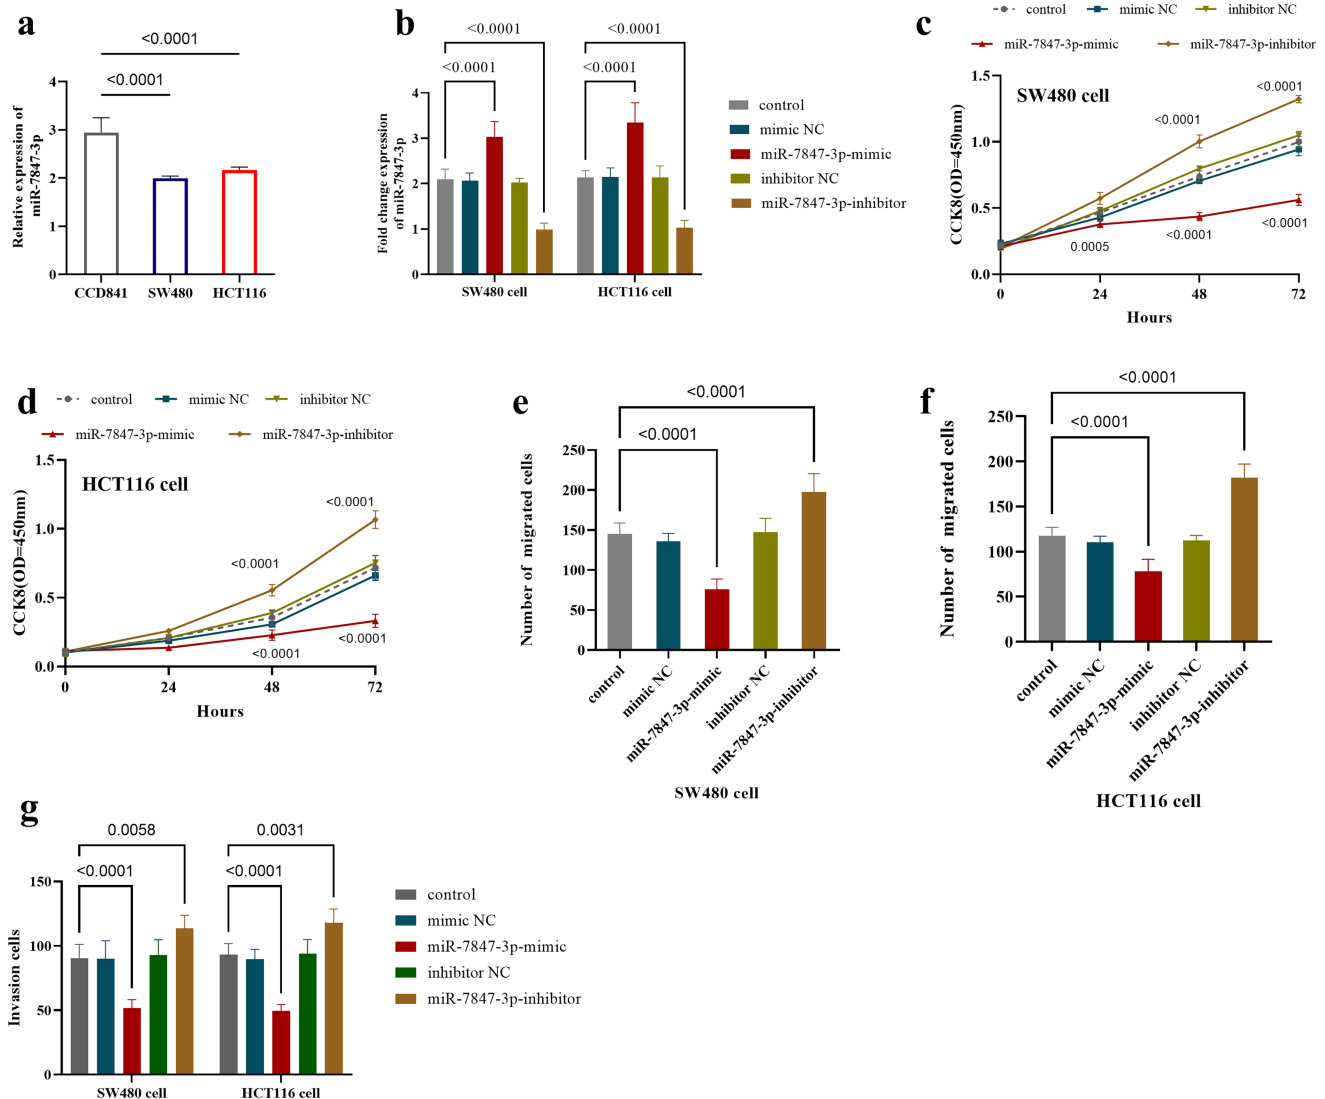 a
<0.0001
<0.0001
Relative expression of
miR-7847-3p
4
3
2
1
0
CCD841
SW480
HCT116
b
<0.0001
<0.0001
<0.0001
<0.0001
Fold change expression
of miR-7847-3p
4
3
2
1
0
SW480 cell
HCT116 cell
control
mimic NC
miR-7847-3p-mimic
inhibitor NC
miR-7847-3p-inhibitor
c
control
mimic NC
inhibitor NC
miR-7847-3p-mimic
miR-7847-3p-inhibitor
SW480 cell
CCK8(OD=450nm)
1.5
1.0
0.5
0.0
<0.0001
<0.0001
0.0005
<0.0001
<0.0001
0
24
48
72
Hours
d
control
mimic NC
inhibitor NC
miR-7847-3p-mimic
miR-7847-3p-inhibitor
HCT116 cell
CCK8(OD=450nm)
1.5
1.0
0.5
0.0
<0.0001
<0.0001
<0.0001
<0.0001
0
24
48
72
Hours
e
<0.0001
<0.0001
Number of migrated cells
250
200
150
100
50
0
control
mimic NC
miR-7847-3p-mimic
inhibitor NC
miR-7847-3p-inhibitor
SW480 cell
f
<0.0001
<0.0001
Number of migrated cells
250
200
150
100
50
0
control
mimic NC
miR-7847-3p-mimic
inhibitor NC
miR-7847-3p-inhibitor
HCT116 cell
g
0.0058
<0.0001
0.0031
<0.0001
Invasion cells
150
100
50
0
SW480 cell
HCT116 cell
control
mimic NC
miR-7847-3p-mimic
inhibitor NC
miR-7847-3p-inhibitor